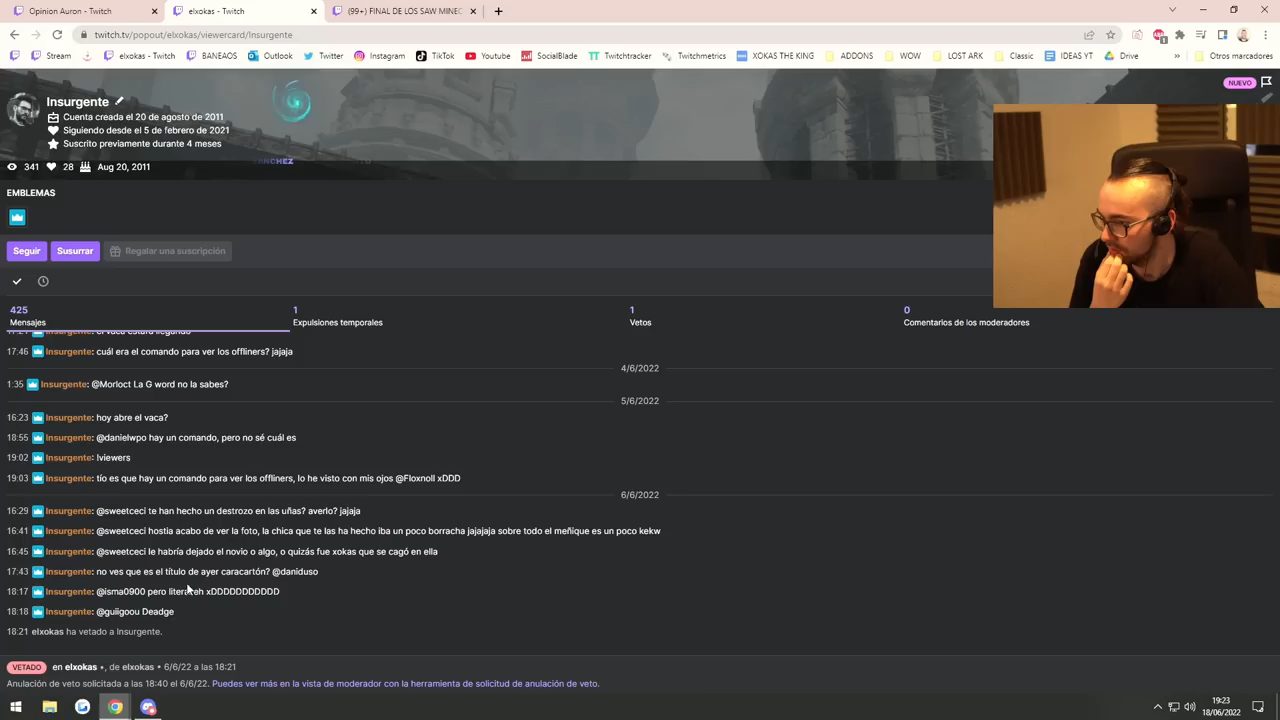 Opinion Auron - Twitch
elxokas - Twitch
(99+) FINAL DE LOS SAW MINEC
twitch.tv/popout/elxokas/viewercard/Insurgente
Stream
elxokas - Twitch
BANEAOS
Outlook
Twitter
Instagram
TikTok
Youtube
SocialBlade
Twitchtracker
Twitchmetrics
XOKAS THE KING
ADDONS
WOW
LOST ARK
Classic
IDEAS YT
Drive
»
Otros marcadores
Insurgente
NUEVO
Cuenta creada el 20 de agosto de 2011
Siguiendo desde el 5 de febrero de 2021
Suscrito previamente durante 4 meses
341 28 Aug 20, 2011
EMBLEMAS
Seguir
Susurrar
Regalar una suscripción
425
Mensajes
1
Expulsiones temporales
1
Vetos
0
Comentarios de los moderadores
17:46 Insurgente: cuál era el comando para ver los offliners? jajaja
4/6/2022
1:35 Insurgente: @Morloct La G word no la sabes?
5/6/2022
16:23 Insurgente: hoy abre el vaca?
18:55 Insurgente: @danielwpo hay un comando, pero no sé cuál es
19:02 Insurgente: !viewers
19:03 Insurgente: tío es que hay un comando para ver los offliners, lo he visto con mis ojos @Floxnoll xDDD
6/6/2022
16:29 Insurgente: @sweetceci te han hecho un destrozo en las uñas? averlo? jajaja
16:41 Insurgente: @sweetceci hostia acabo de ver la foto, la chica que te las ha hecho iba un poco borracha jajajaja sobre todo el meñique es un poco kekw
16:45 Insurgente: @sweetceci le habría dejado el novio o algo, o quizás fue xokas que se cagó en ella
17:43 Insurgente: no ves que es el título de ayer caracartón? @daniduso
18:17 Insurgente: @isma0900 pero xDDDDDDDDDDD
18:18 Insurgente: @guiigoou Deadge
18:21 elxokas ha vetado a Insurgente.
VETADO en elxokas •, de elxokas • 6/6/22 a las 18:21
Anulación de veto solicitada a las 18:40 el 6/6/22. Puedes ver más en la vista de moderador con la herramienta de solicitud de anulación de veto.
19:23
18/06/2022